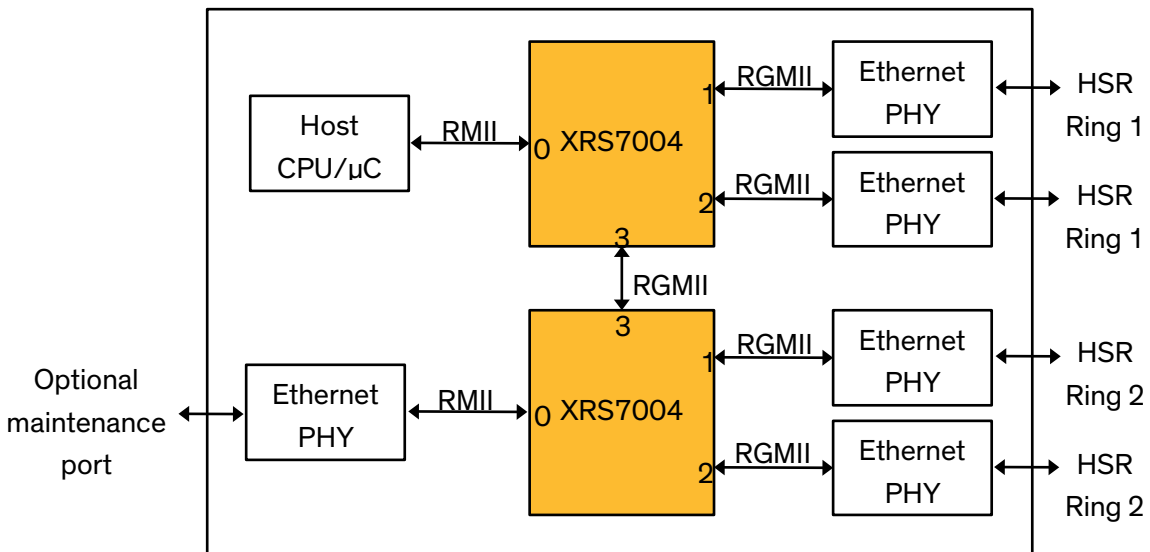 Host
CPU/µC
RMII
0
XRS7004
1
RGMII
Ethernet
PHY
HSR
Ring 1
2
RGMII
Ethernet
PHY
HSR
Ring 1
3
RGMII
3
Optional
maintenance
port
Ethernet
PHY
RMII
0
XRS7004
1
RGMII
Ethernet
PHY
HSR
Ring 2
2
RGMII
Ethernet
PHY
HSR
Ring 2